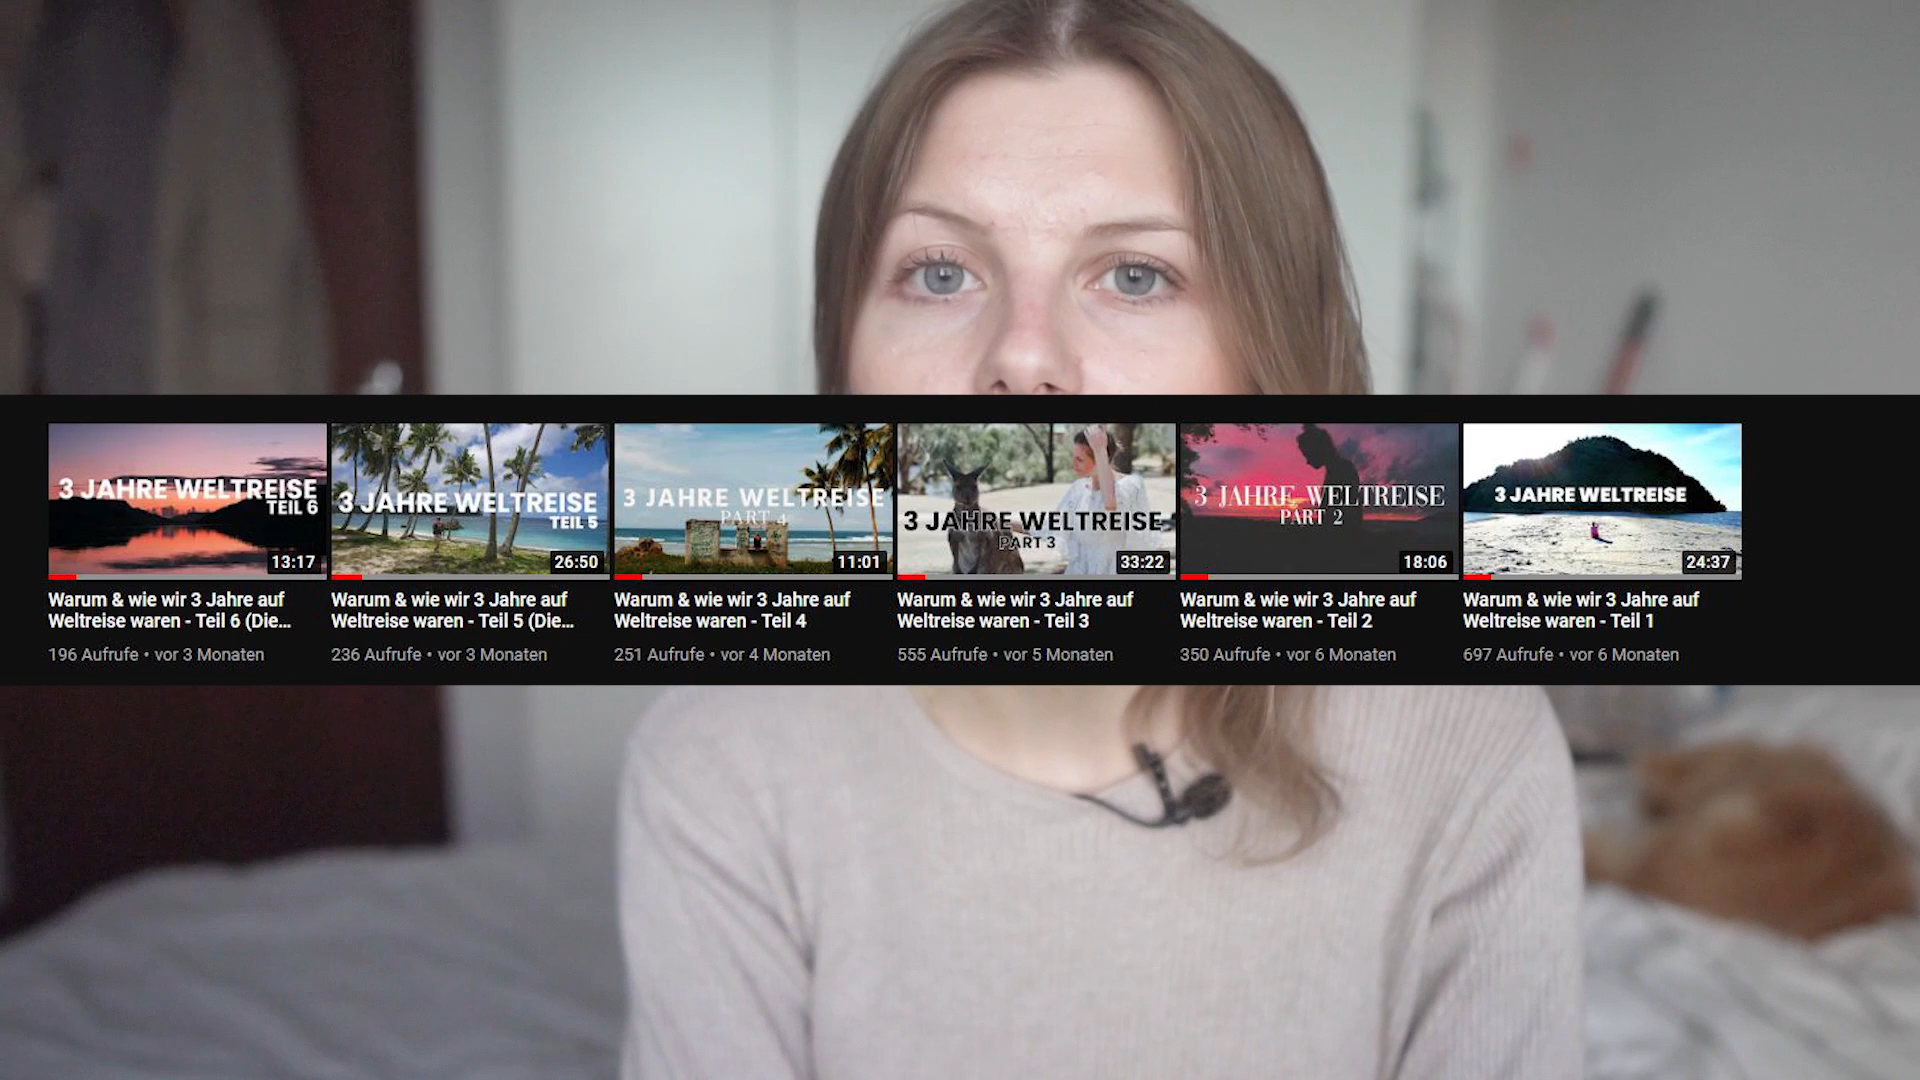 3 JAHRE WELTREISE
TEIL 6
13:17
Warum & wie wir 3 Jahre auf
Weltreise waren - Teil 6 (Die...
196 Aufrufe • vor 3 Monaten
3 JAHRE WELTREISE
TEIL 5
26:50
Warum & wie wir 3 Jahre auf
Weltreise waren - Teil 5 (Die...
236 Aufrufe • vor 3 Monaten
3 JAHRE WELTREISE
PART 4
11:01
Warum & wie wir 3 Jahre auf
Weltreise waren - Teil 4
251 Aufrufe • vor 4 Monaten
3 JAHRE WELTREISE
PART 3
33:22
Warum & wie wir 3 Jahre auf
Weltreise waren - Teil 3
555 Aufrufe • vor 5 Monaten
3 JAHRE WELTREISE
PART 2
18:06
Warum & wie wir 3 Jahre auf
Weltreise waren - Teil 2
350 Aufrufe • vor 6 Monaten
3 JAHRE WELTREISE
24:37
Warum & wie wir 3 Jahre auf
Weltreise waren - Teil 1
697 Aufrufe • vor 6 Monaten